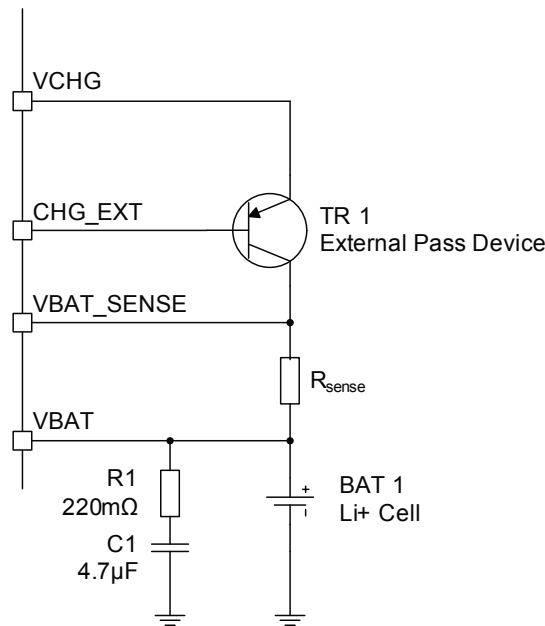 VCHG
CHG_EXT
TR 1
External Pass Device
VBAT_SENSE
Rsense
VBAT
R1
220mΩ
BAT 1
Li+ Cell
C1
4.7µF
+
–